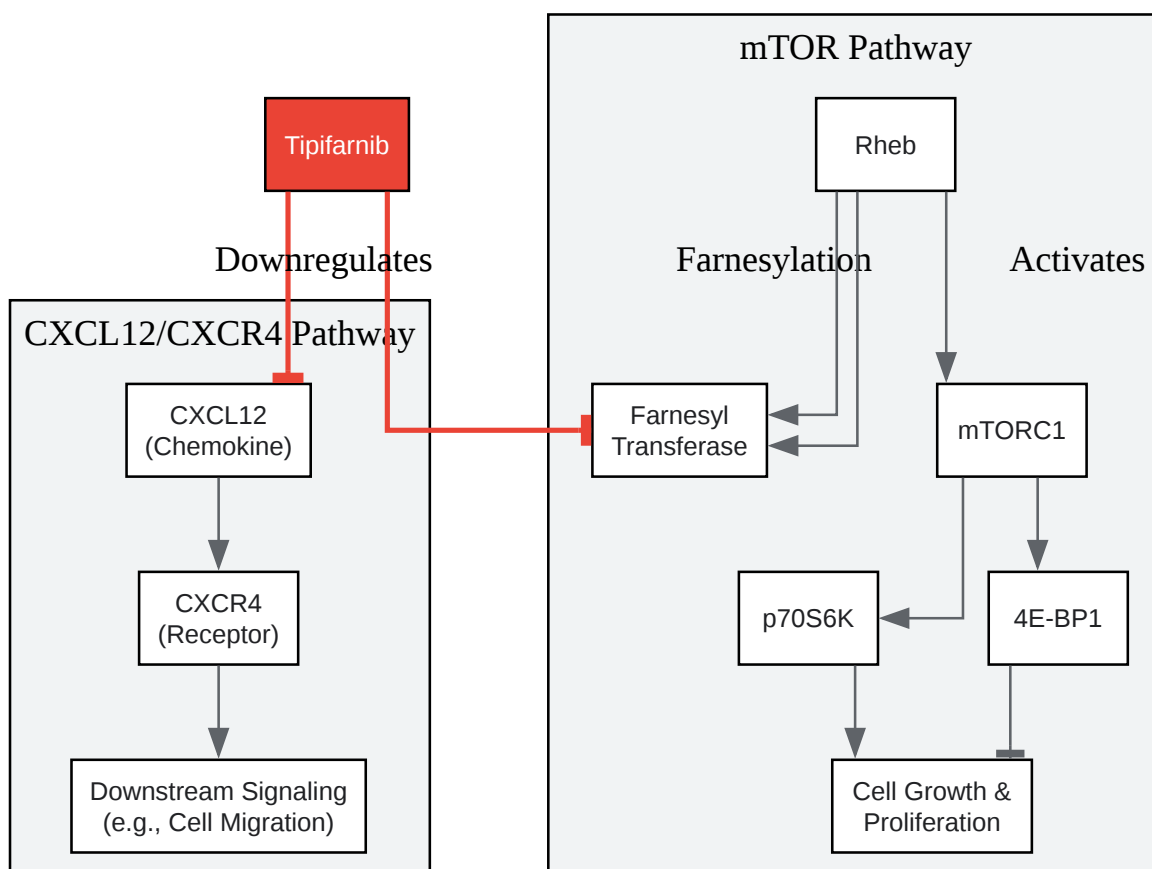 mTOR Pathway
Tipifarnib
Rheb
Downregulates
Farnesylation
Activates
CXCL12/CXCR4 Pathway
CXCL12
(Chemokine)
Farnesyl
Transferase
mTORC1
CXCR4
(Receptor)
p70S6K
4E-BP1
Downstream Signaling
(e.g., Cell Migration)
Cell Growth &
Proliferation